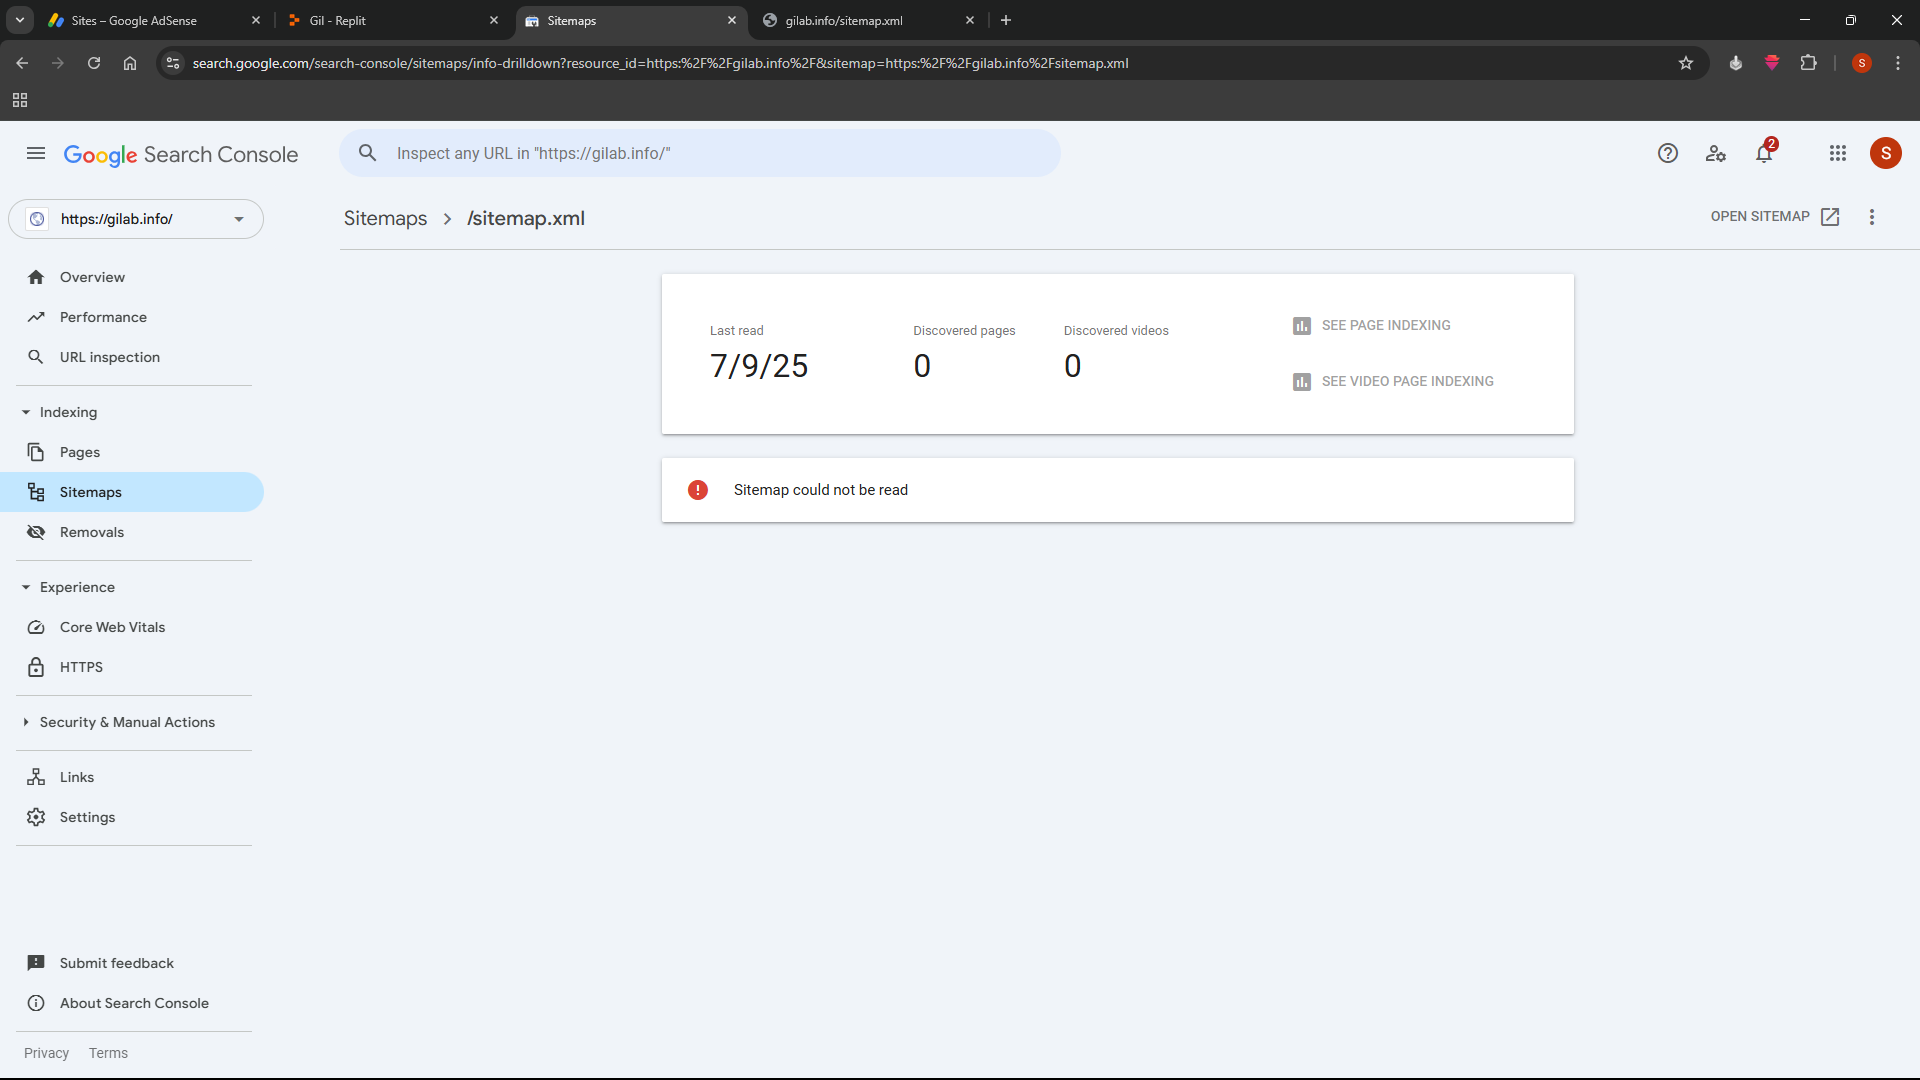 Sites – Google AdSense
Gil - Replit
Sitemaps
gilab.info/sitemap.xml
search.google.com/search-console/sitemaps/info-drilldown?resource_id=https:%2F%2Fgilab.info%2F&sitemap=https:%2F%2Fgilab.info%2Fsitemap.xml
S
Google Search Console
Inspect any URL in "https://gilab.info/"
2
S
https://gilab.info/
Sitemaps
/sitemap.xml
OPEN SITEMAP
Overview
Performance
URL inspection
Indexing
Pages
Sitemaps
Removals
Experience
Core Web Vitals
HTTPS
Security & Manual Actions
Links
Settings
Submit feedback
About Search Console
Privacy Terms
Last read
7/9/25
Discovered pages
0
Discovered videos
0
SEE PAGE INDEXING
SEE VIDEO PAGE INDEXING
Sitemap could not be read